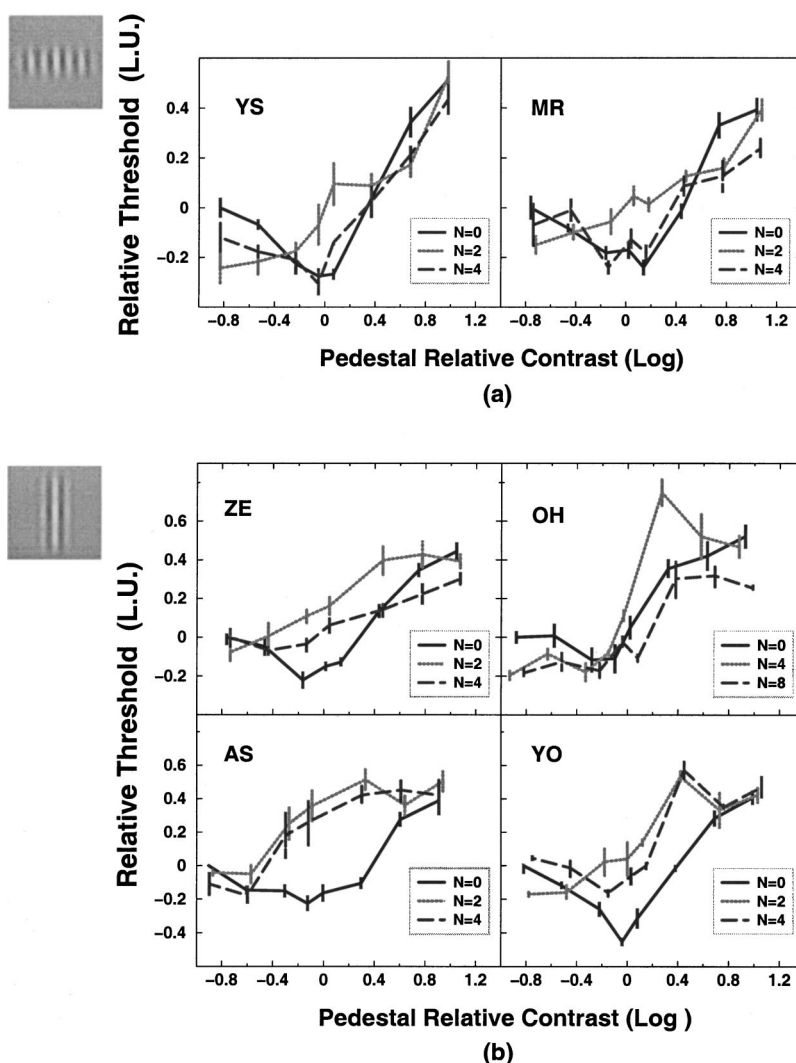 Relative Threshold (L.U.)
YS
MR
0.4
0.2
0
−0.2
N=0
N=2
N=4
N=0
N=2
N=4
−0.8 −0.4 0 0.4 0.8 1.2
−0.8 −0.4 0 0.4 0.8 1.2
Pedestal Relative Contrast (Log)
(a)
Relative Threshold (L.U.)
ZE
OH
0.6
0.4
0.2
0
−0.2
N=0
N=2
N=4
N=0
N=4
N=8
AS
YO
0.6
0.4
0.2
0
−0.2
−0.4
N=0
N=2
N=4
N=0
N=2
N=4
−0.8 −0.4 0 0.4 0.8 1.2
−0.8 −0.4 0 0.4 0.8 1.2
Pedestal Relative Contrast (Log )
(b)